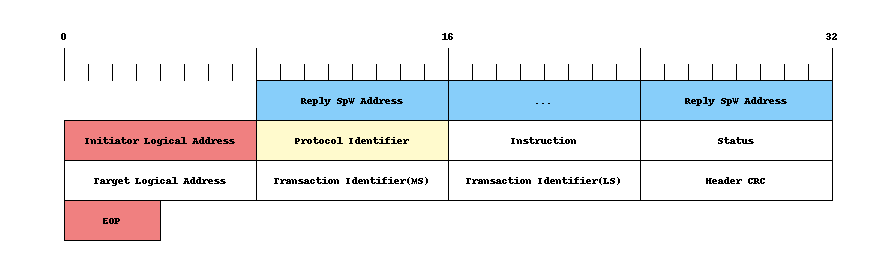 0 16 32
Reply SpW Address ... Reply SpW Address
Initiator Logical Address Protocol Identifier Instruction Status
Target Logical Address Transaction Identifier(MS) Transaction Identifier(LS) Header CRC
EOP